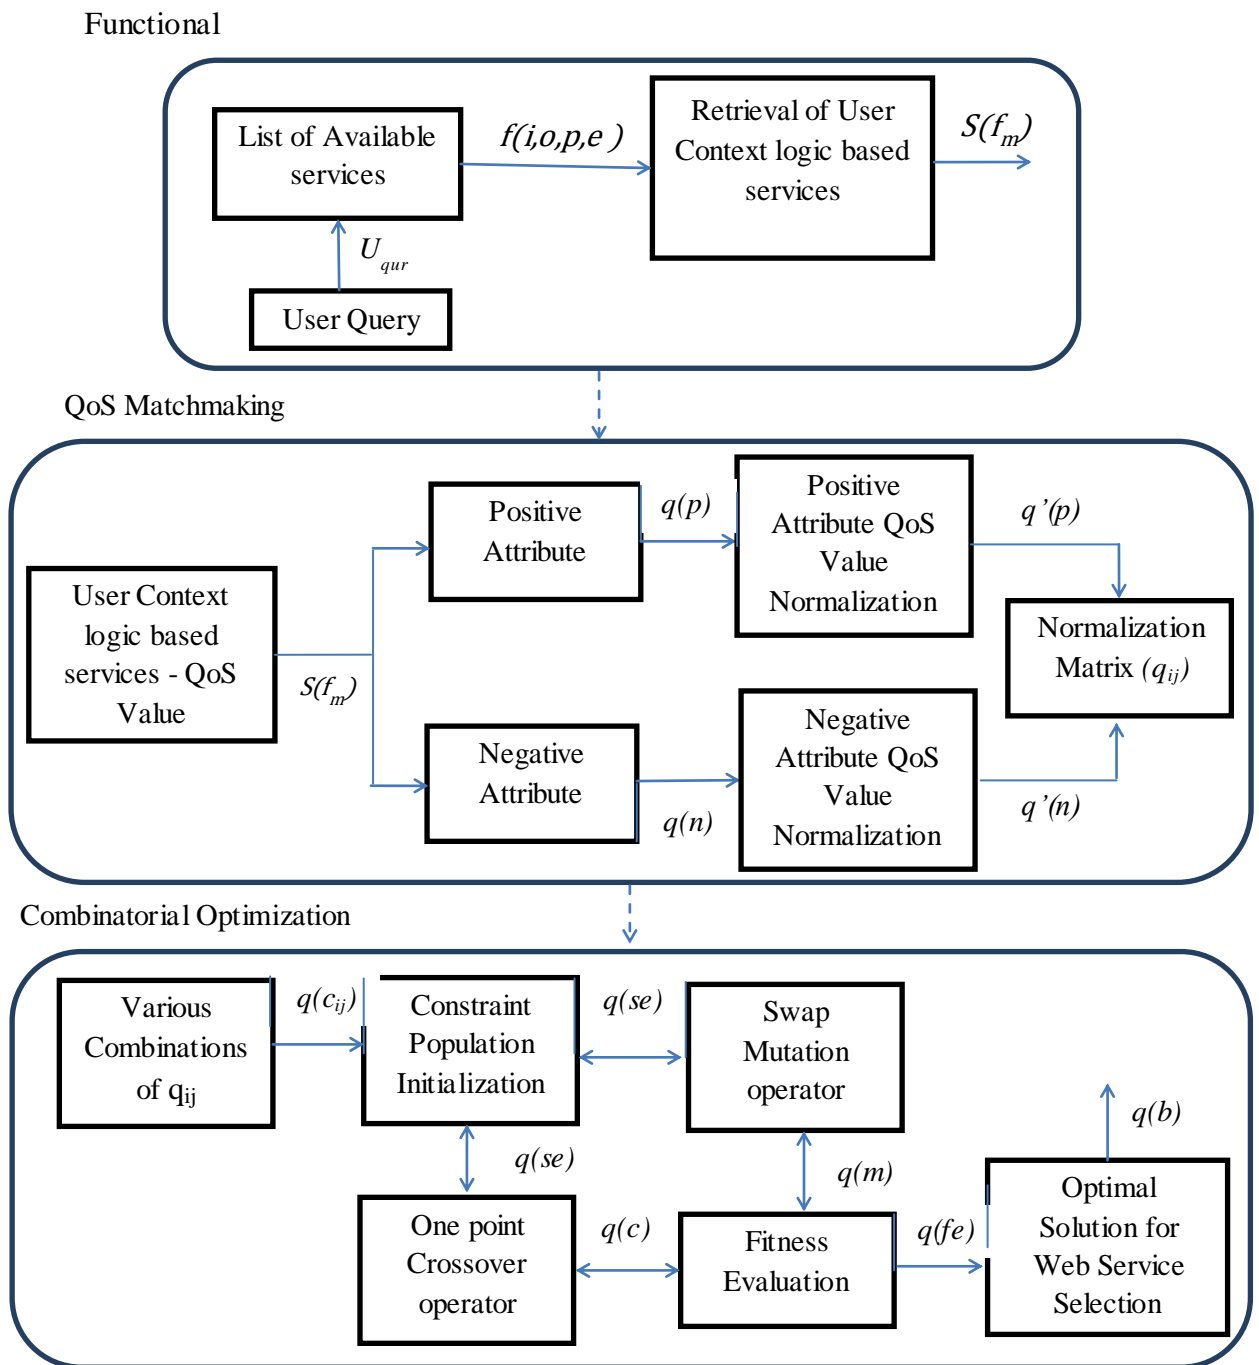 Functional
List of Available
services
f(i,o,p,e )
Retrieval of User
Context logic based
services
S(fm)
Uqur
User Query
QoS Matchmaking
User Context
logic based
services - QoS
Value
S(fm)
Positive
Attribute
q(p)
Positive
Attribute QoS
Value
Normalization
q’(p)
Normalization
Matrix (qij)
Negative
Attribute
q(n)
Negative
Attribute QoS
Value
Normalization
q’(n)
Combinatorial Optimization
Various
Combinations
of qij
q(cij)
Constraint
Population
Initialization
q(se)
Swap
Mutation
operator
q(se)
q(m)
q(b)
One point
Crossover
operator
q(c)
Fitness
Evaluation
q(fe)
Optimal
Solution for
Web Service
Selection